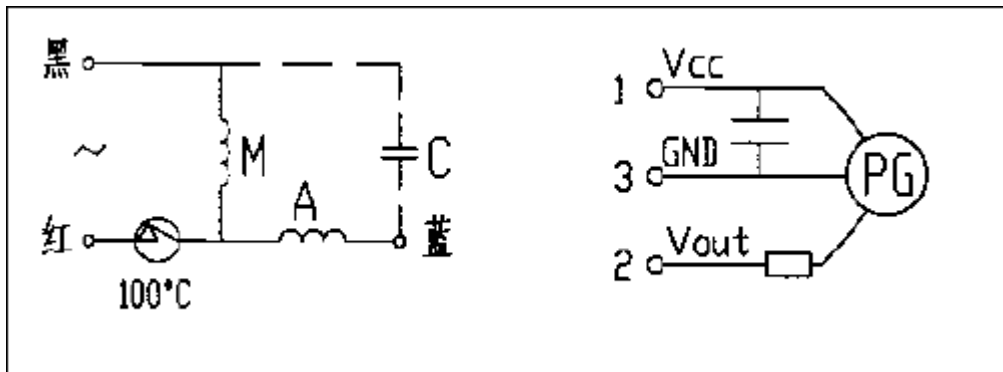 黑
~
M
C
A
红
蓝
100°C
1
Vcc
GND
3
PG
Vout
2